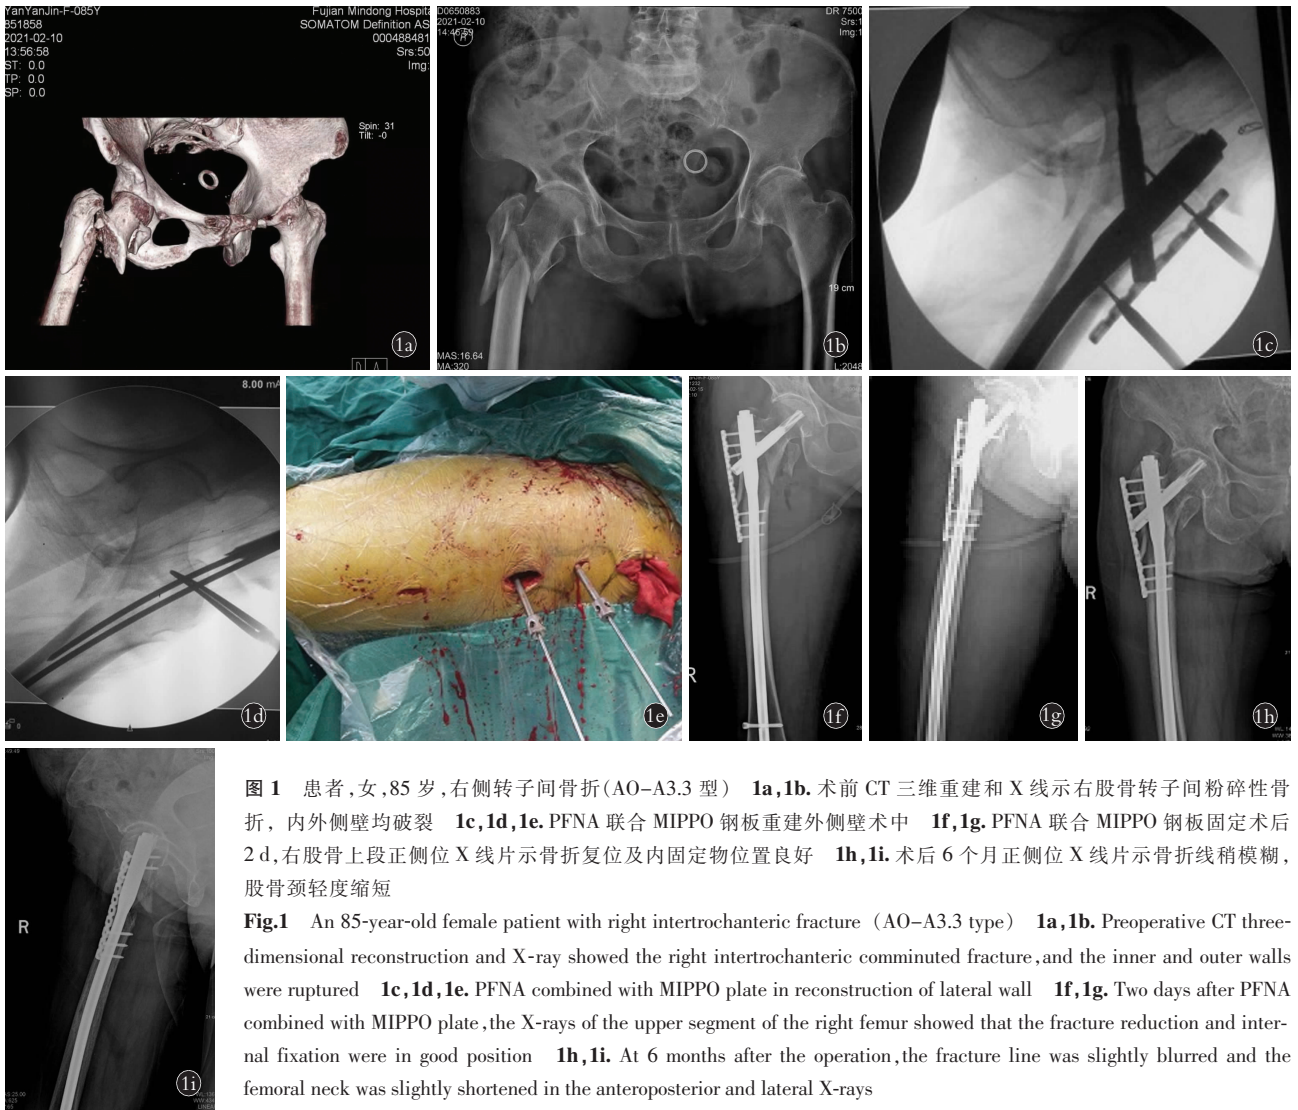 YanYanJin-F-085Y
851858
2021-02-10
13:56:58
ST: 0.0
TP: 0.0
SP: 0.0
Fujian Mindong Hospita
SOMATOM Definition AS
000488481
Srs:50
Img:
Spin: 31
Tilt: -0
1a
D0650883
2021-02-10
DR 7500
Srs:1
Img:1
R
19 cm
MAS:16.64
MA:320
L:2048
1b
1c
8.00 mA
1d
1e
R
1f
1g
R
1h
R
1i
图 1 患者,女,85 岁,右侧转子间骨折(AO-A3.3 型) 1a,1b. 术前 CT 三维重建和 X 线示右股骨转子间粉碎性骨
折, 内外侧壁均破裂 1c,1d,1e. PFNA 联合 MIPPO 钢板重建外侧壁术中 1f,1g. PFNA 联合 MIPPO 钢板固定术后
2 d,右股骨上段正侧位 X 线片示骨折复位及内固定物位置良好 1h,1i. 术后 6 个月正侧位 X 线片示骨折线稍模糊,
股骨颈轻度缩短
Fig.1 An 85-year-old female patient with right intertrochanteric fracture (AO-A3.3 type) 1a,1b. Preoperative CT three-
dimensional reconstruction and X-ray showed the right intertrochanteric comminuted fracture,and the inner and outer walls
were ruptured 1c,1d,1e. PFNA combined with MIPPO plate in reconstruction of lateral wall 1f,1g. Two days after PFNA
combined with MIPPO plate,the X-rays of the upper segment of the right femur showed that the fracture reduction and inter-
nal fixation were in good position 1h,1i. At 6 months after the operation,the fracture line was slightly blurred and the
femoral neck was slightly shortened in the anteroposterior and lateral X-rays